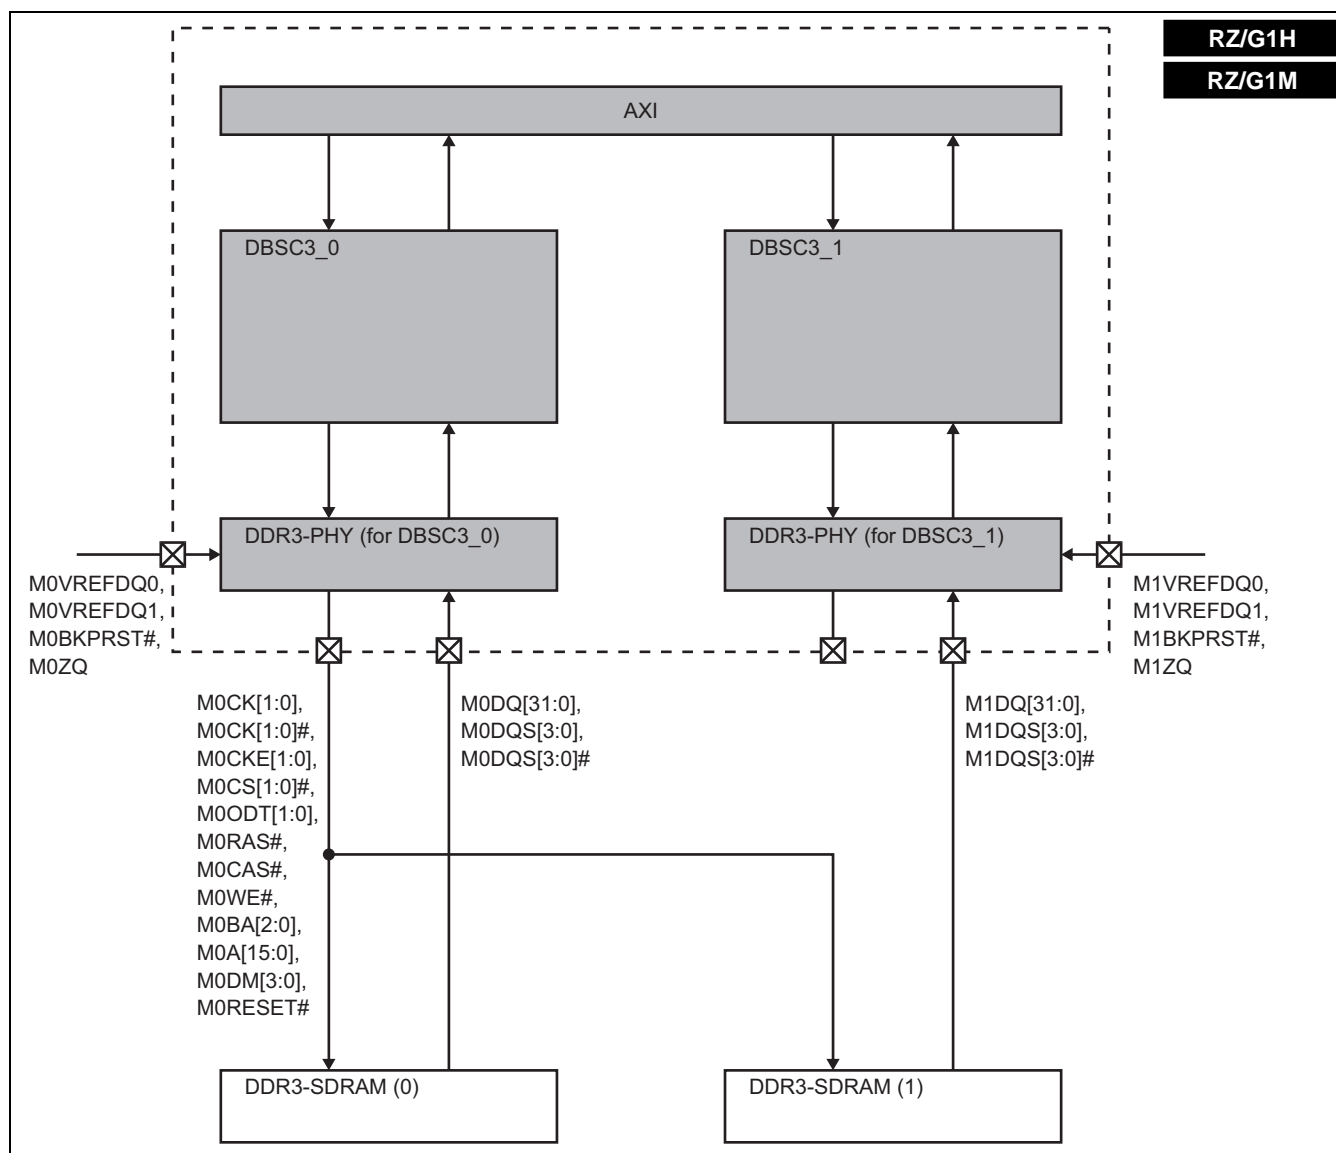 RZ/G1H
RZ/G1M
AXI
DBSC3_0
DBSC3_1
DDR3-PHY (for DBSC3_0)
DDR3-PHY (for DBSC3_1)
M0VREFDQ0,
M0VREFDQ1,
M0BKPRST#,
M0ZQ
M1VREFDQ0,
M1VREFDQ1,
M1BKPRST#,
M1ZQ
M0CK[1:0],
M0CK[1:0]#,
M0CKE[1:0],
M0CS[1:0]#,
M0ODT[1:0],
M0RAS#,
M0CAS#,
M0WE#,
M0BA[2:0],
M0A[15:0],
M0DM[3:0],
M0RESET#
M0DQ[31:0],
M0DQS[3:0],
M0DQS[3:0]#
M1DQ[31:0],
M1DQS[3:0],
M1DQS[3:0]#
DDR3-SDRAM (0)
DDR3-SDRAM (1)